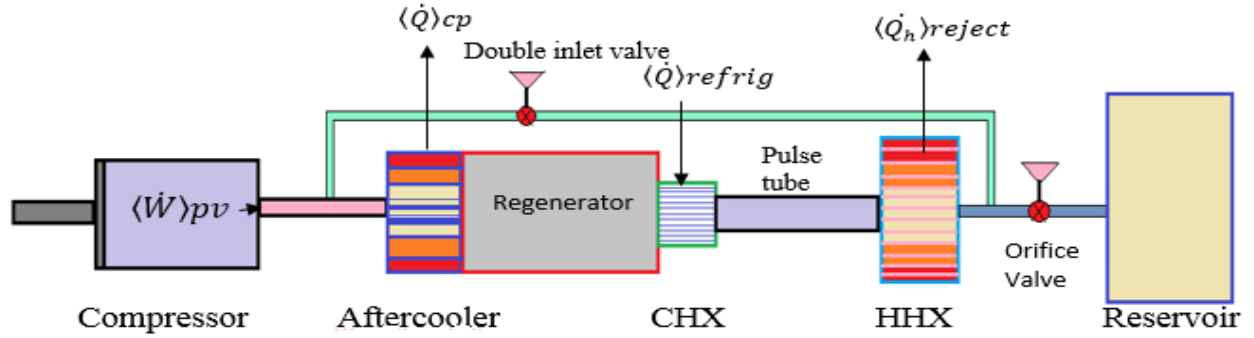 ⟨Q̇⟩cp
Double inlet valve
⟨Q̇⟩refrig
⟨Q̇ₕ⟩reject
⟨Ẇ⟩pv
Regenerator
Pulse
tube
Orifice
Valve
Compressor
Aftercooler
CHX
HHX
Reservoir